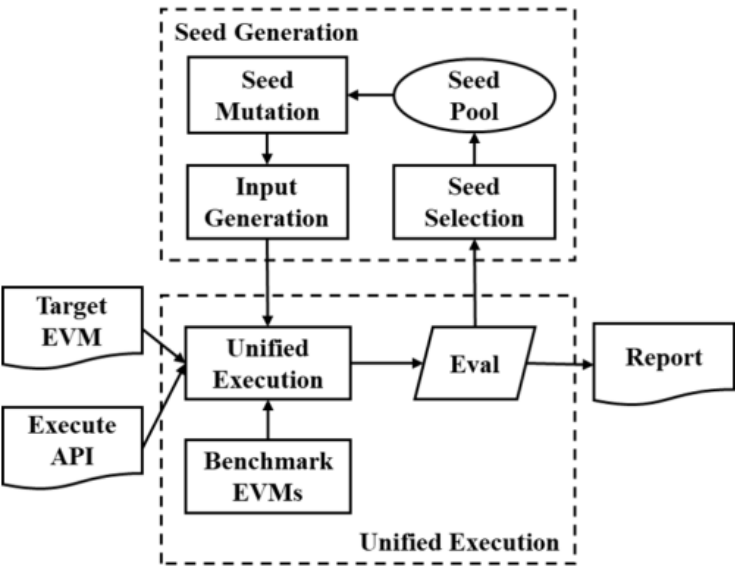 Seed Generation
Seed
Mutation
Seed
Pool
Input
Generation
Seed
Selection
Target
EVM
Unified
Execution
Eval
Report
Execute
API
Benchmark
EVMs
Unified Execution